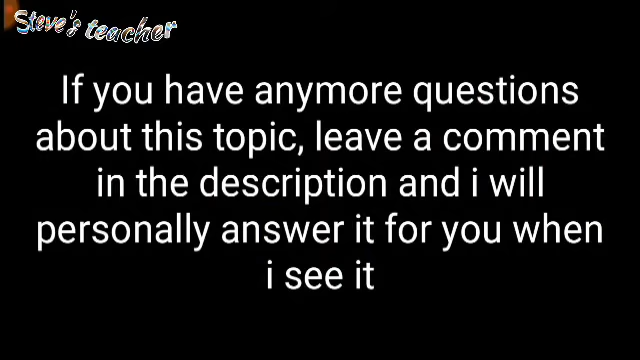 Steve's teacher
If you have anymore questions
about this topic, leave a comment
in the description and i will
personally answer it for you when
i see it